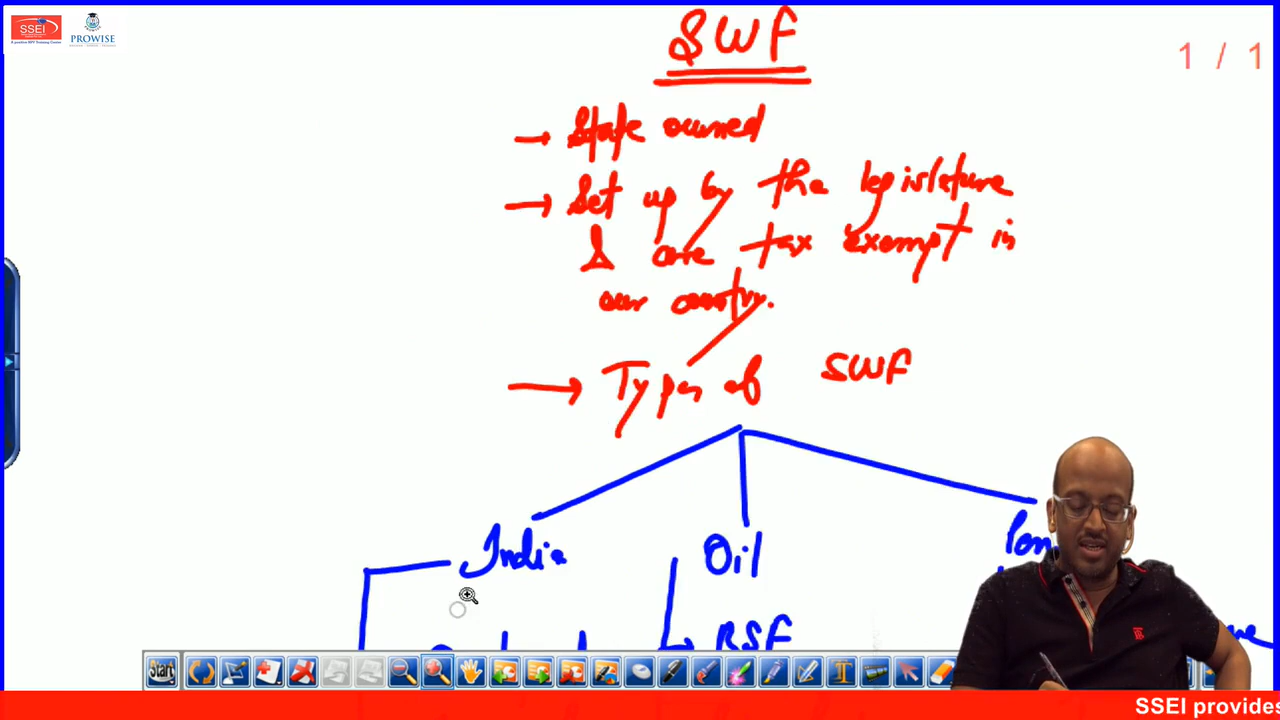 SSEI
PROWISE
SWF
1 / 1
→ State owned
→ Set up by the legislature
& are tax exempt in
our country.
→ Types of SWF
India
Oil
→ RSF
Start
SSEI provides